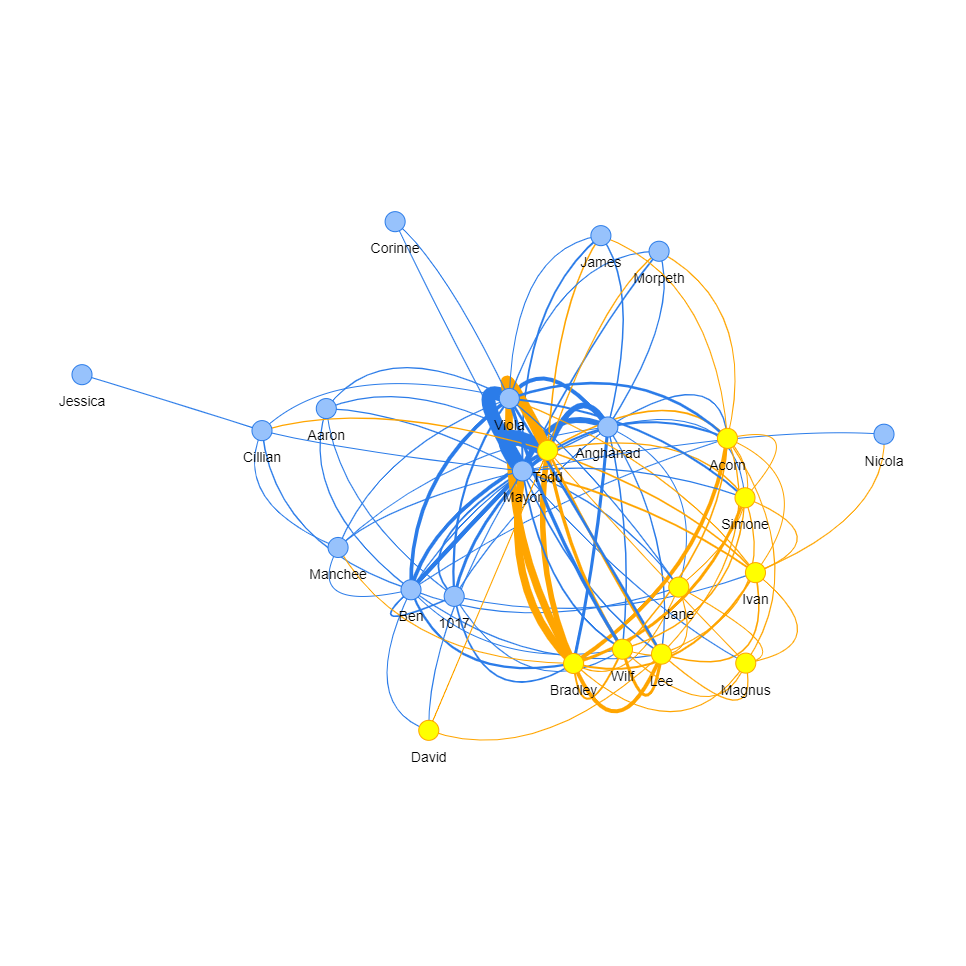 Corinne
James
Morpeth
Jessica
Viola
Aaron
Angharrad
Cillian
Acorn
Nicola
Todd
Mayor
Simone
Manchee
Ivan
Jane
Ben
1017
Wilf
Lee
Bradley
Magnus
David